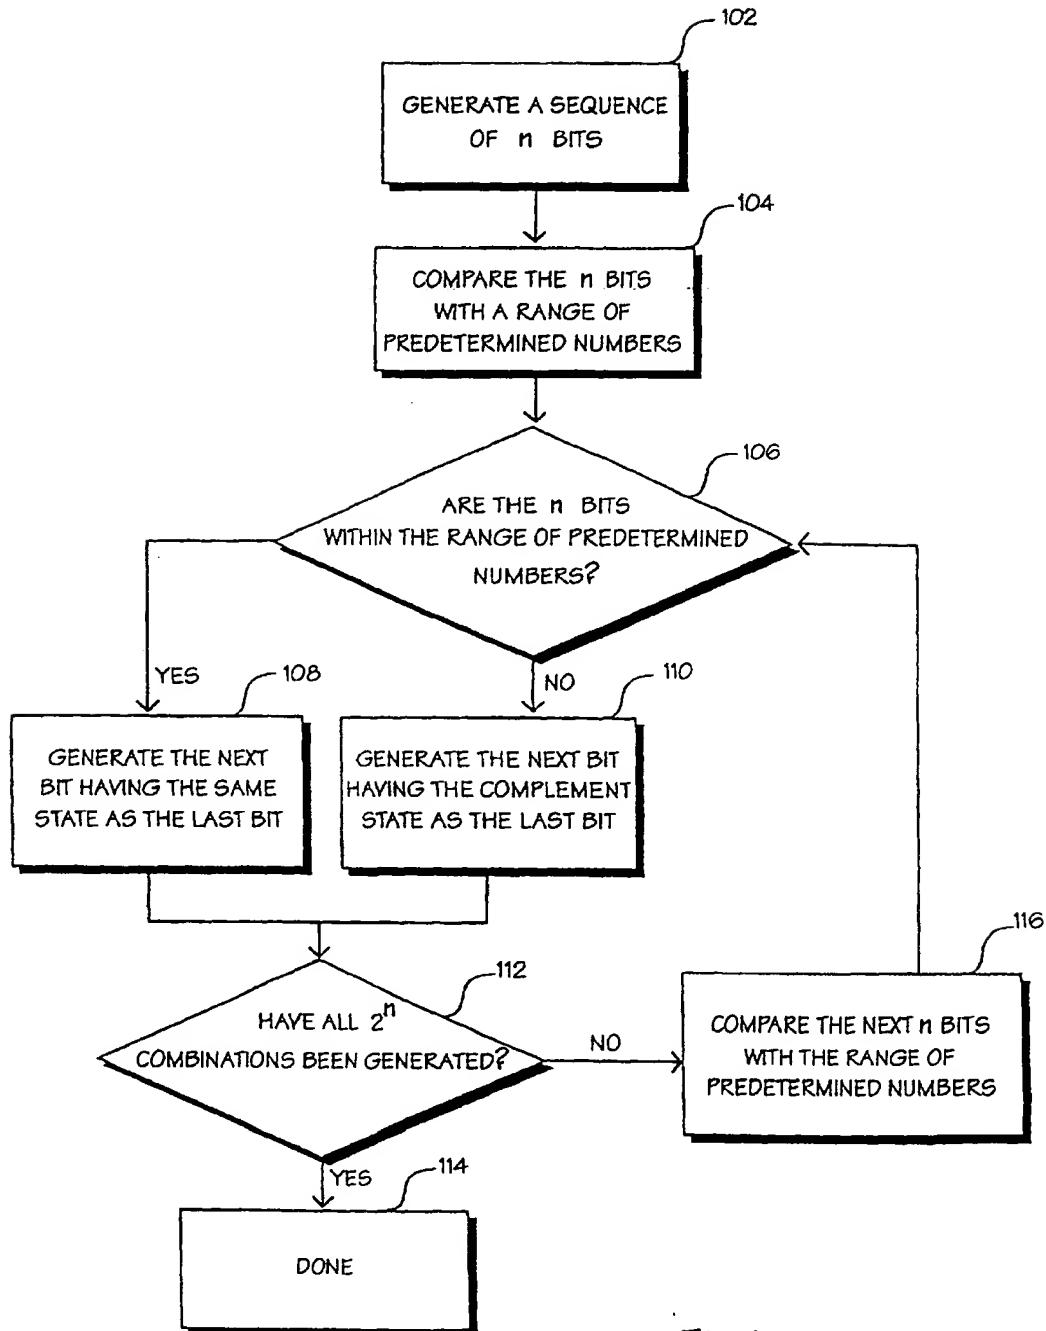 102
GENERATE A SEQUENCE
OF n BITS
104
COMPARE THE n BITS
WITH A RANGE OF
PREDETERMINED NUMBERS
106
ARE THE n BITS
WITHIN THE RANGE OF PREDETERMINED
NUMBERS?
YES
NO
108
GENERATE THE NEXT
BIT HAVING THE SAME
STATE AS THE LAST BIT
110
GENERATE THE NEXT BIT
HAVING THE COMPLEMENT
STATE AS THE LAST BIT
112
HAVE ALL 2ⁿ
COMBINATIONS BEEN GENERATED?
NO
116
COMPARE THE NEXT n BITS
WITH THE RANGE OF
PREDETERMINED NUMBERS
YES
114
DONE